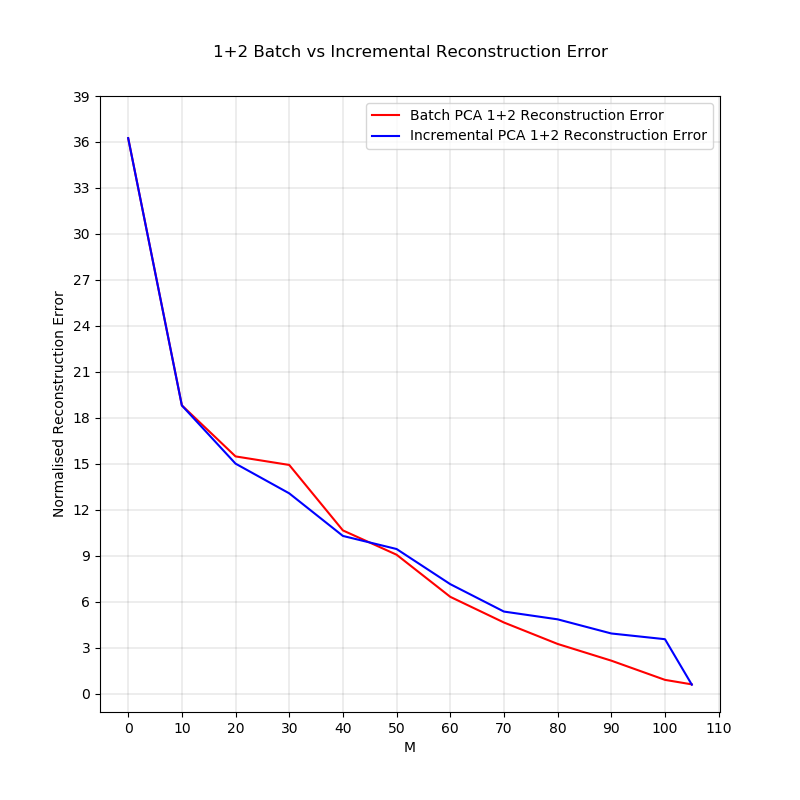 1+2 Batch vs Incremental Reconstruction Error
Batch PCA 1+2 Reconstruction Error
Incremental PCA 1+2 Reconstruction Error
Normalised Reconstruction Error
39
36
33
30
27
24
21
18
15
12
9
6
3
0
0 10 20 30 40 50 60 70 80 90 100 110
M